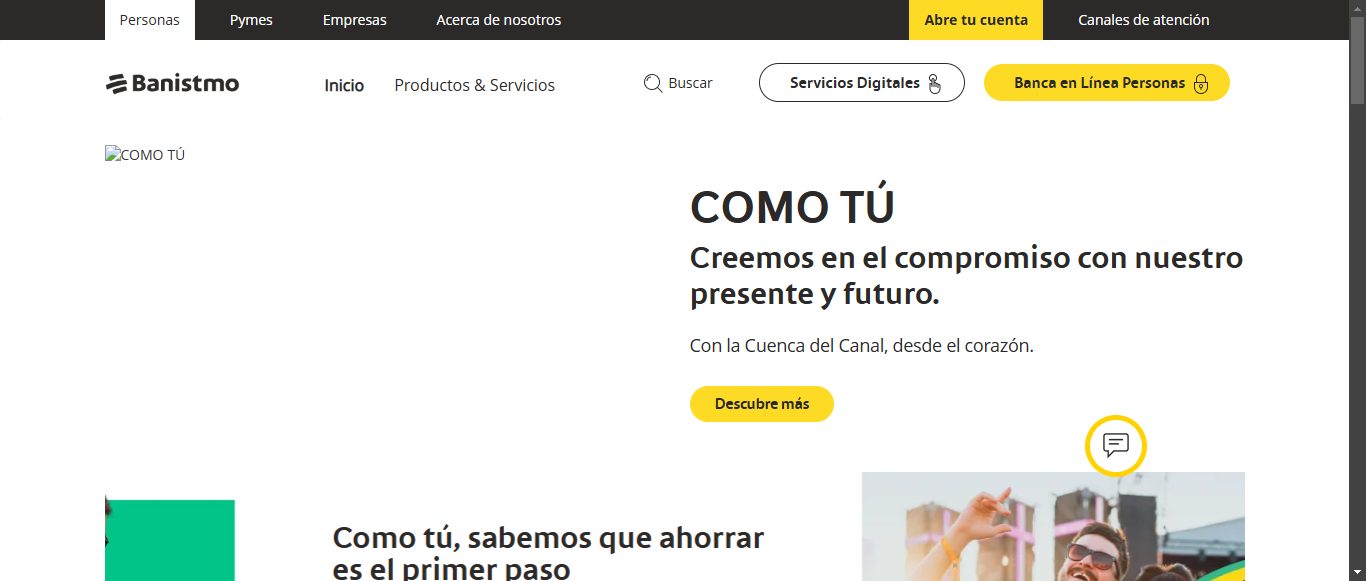 Personas
Pymes
Empresas
Acerca de nosotros
Abre tu cuenta
Canales de atención
Banistmo
Inicio
Productos & Servicios
Buscar
Servicios Digitales
Banca en Línea Personas
COMO TÚ
COMO TÚ
Creemos en el compromiso con nuestro
presente y futuro.
Con la Cuenca del Canal, desde el corazón.
Descubre más
Como tú, sabemos que ahorrar
es el primer paso